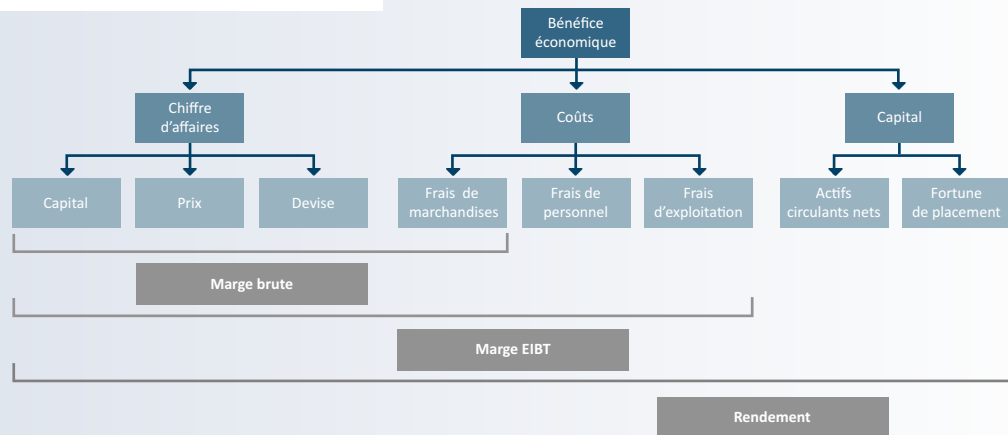 Bénéfice
économique
Chiffre
d'affaires
Coûts
Capital
Capital
Prix
Devise
Frais de
marchandises
Frais de
personnel
Frais
d'exploitation
Actifs
circulants nets
Fortune
de placement
Marge brute
Marge EIBT
Rendement